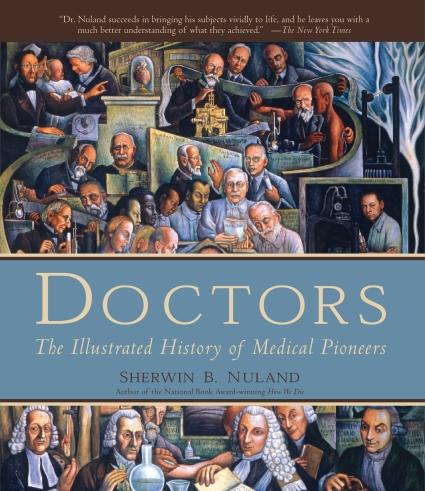 "Dr. Nuland succeeds in bringing his subjects vividly to life, and he leaves you with a
much better understanding of what they achieved." —The New York Times
DOCTORS
The Illustrated History of Medical Pioneers
SHERWIN B. NULAND
Author of the National Book Award-winning How We Die